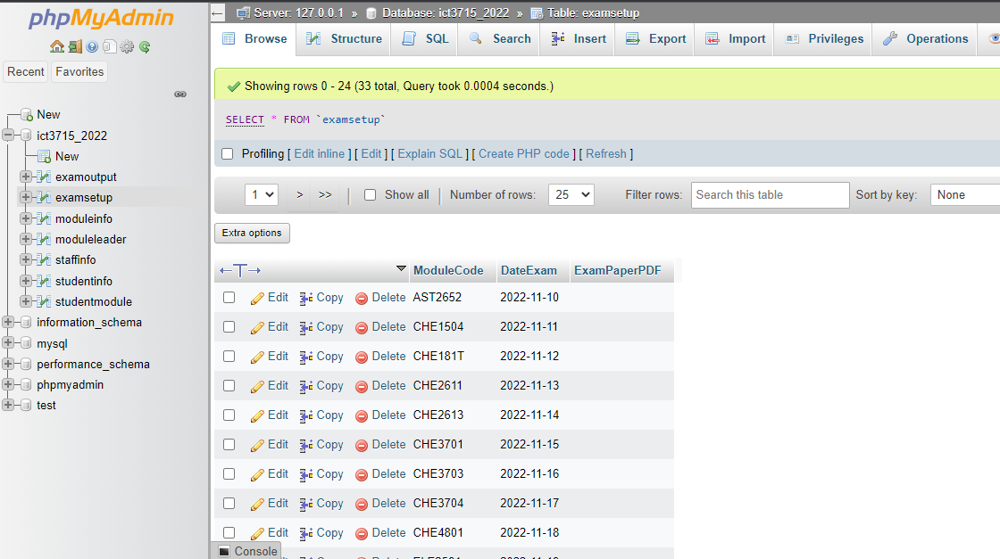 phpMyAdmin
Recent Favorites
New
ict3715_2022
New
examoutput
examsetup
moduleinfo
moduleleader
staffinfo
studentinfo
studentmodule
information_schema
mysql
performance_schema
phpmyadmin
test
Server: 127.0.0.1 » Database: ict3715_2022 » Table: examsetup
Browse Structure SQL Search Insert Export Import Privileges Operations
Showing rows 0 - 24 (33 total, Query took 0.0004 seconds.)
SELECT * FROM `examsetup`
Profiling [ Edit inline ] [ Edit ] [ Explain SQL ] [ Create PHP code ] [ Refresh ]
1 > >> | Show all | Number of rows: 25 Filter rows: Search this table Sort by key: None
Extra options
←T→ ModuleCode DateExam ExamPaperPDF
Edit Copy Delete AST2652 2022-11-10
Edit Copy Delete CHE1504 2022-11-11
Edit Copy Delete CHE181T 2022-11-12
Edit Copy Delete CHE2611 2022-11-13
Edit Copy Delete CHE2613 2022-11-14
Edit Copy Delete CHE3701 2022-11-15
Edit Copy Delete CHE3703 2022-11-16
Edit Copy Delete CHE3704 2022-11-17
Edit Copy Delete CHE4801 2022-11-18
Console